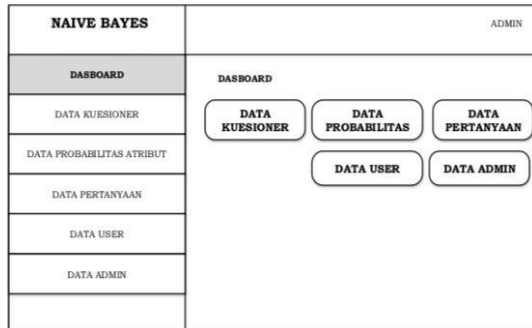 NAIVE BAYES
ADMIN
DASBOARD
DATA KUESIONER
DATA PROBABILITAS ATRIBUT
DATA PERTANYAAN
DATA USER
DATA ADMIN
DASBOARD
DATA
KUESIONER
DATA
PROBABILITAS
DATA
PERTANYAAN
DATA USER
DATA ADMIN